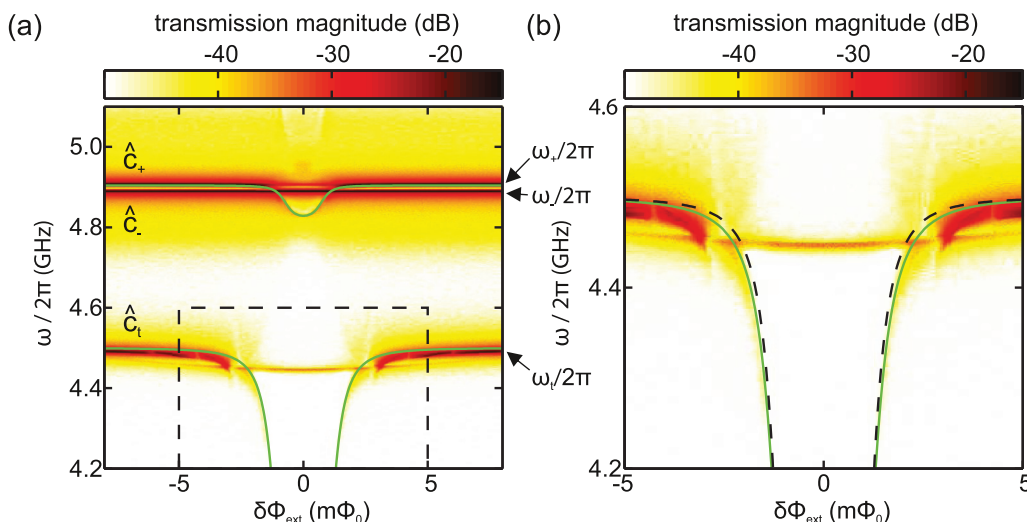 (a) transmission magnitude (dB)
-40 -30 -20
ω / 2π (GHz)
5.0
4.8
4.6
4.4
4.2
ĉ₊
ĉ₋
ĉₜ
-5 0 5
δΦext (mΦ₀)
ω₊/2π
ω₋/2π
ωₜ/2π
(b) transmission magnitude (dB)
-40 -30 -20
ω / 2π (GHz)
4.6
4.4
4.2
-5 0 5
δΦext (mΦ₀)